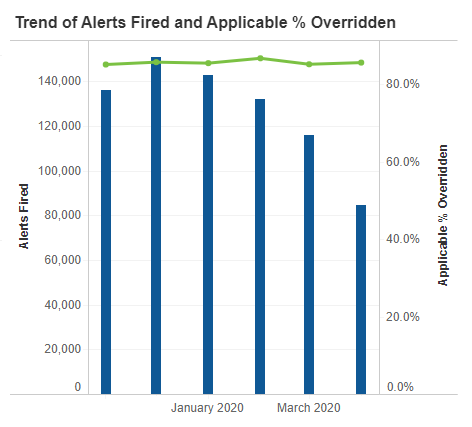 Trend of Alerts Fired and Applicable % Overridden
140,000
120,000
100,000
80,000
60,000
40,000
20,000
0
Alerts Fired
80.0%
60.0%
40.0%
20.0%
0.0%
Applicable % Overridden
January 2020
March 2020